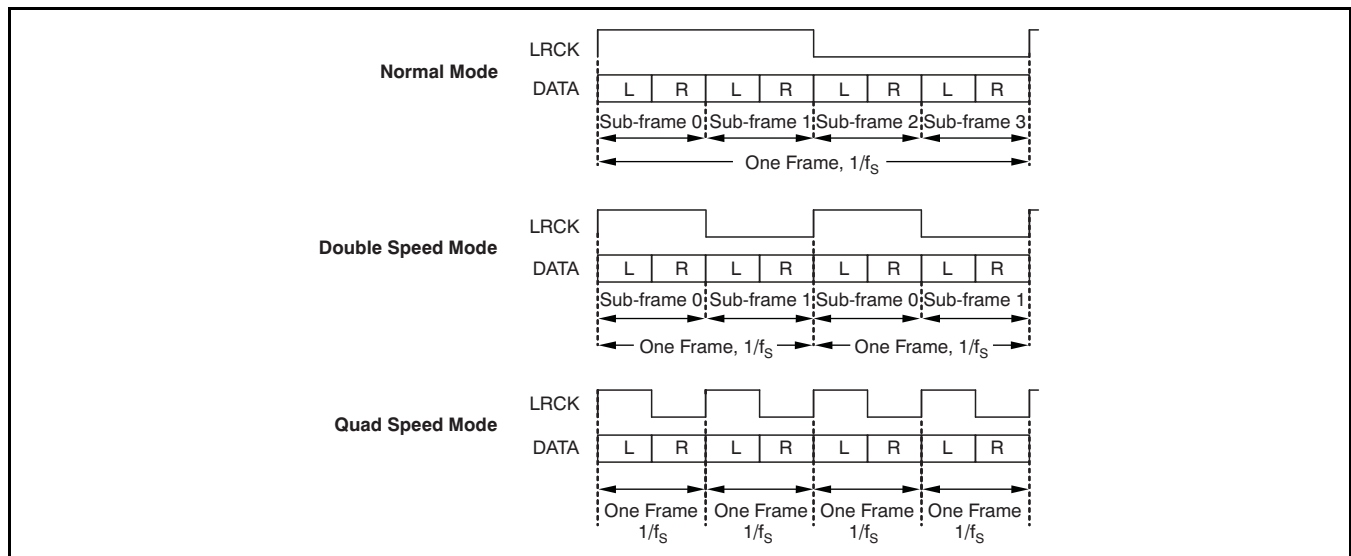 LRCK
Normal Mode
DATA L R L R L R L R
Sub-frame 0 Sub-frame 1 Sub-frame 2 Sub-frame 3
One Frame, 1/fS
LRCK
Double Speed Mode
DATA L R L R L R L R
Sub-frame 0 Sub-frame 1 Sub-frame 0 Sub-frame 1
One Frame, 1/fS One Frame, 1/fS
LRCK
Quad Speed Mode
DATA L R L R L R L R
One Frame One Frame One Frame One Frame
1/fS 1/fS 1/fS 1/fS